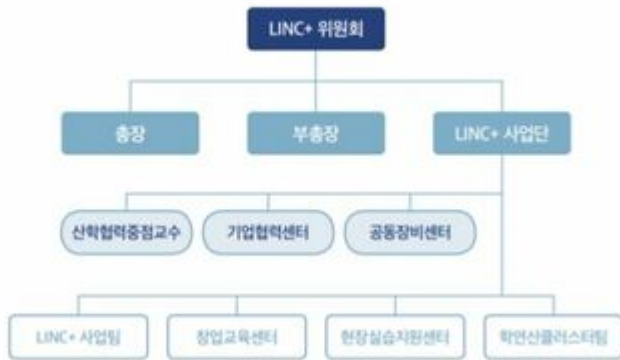 LINC+ 위원회
총장
부총장
LINC+ 사업단
산학협력중점교수
기업협력센터
공동장비센터
LINC+ 사업팀
창업교육센터
현장실습지원센터
학연산클러스터팀